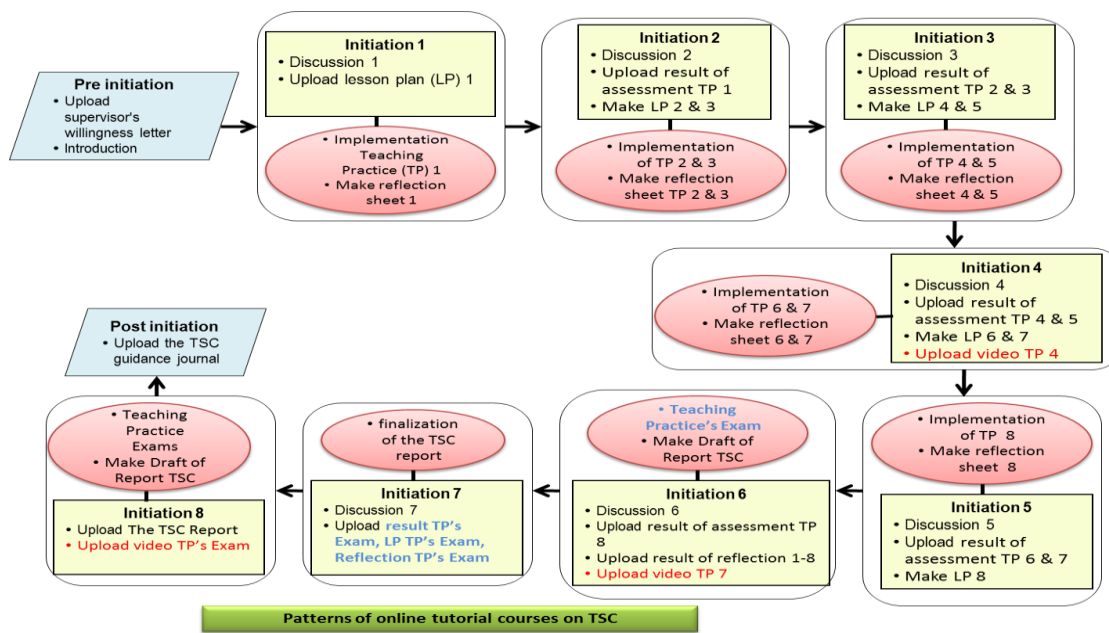 Pre initiation
• Upload
supervisor's
willingness letter
• Introduction
Initiation 1
• Discussion 1
• Upload lesson plan (LP) 1
• Implementation
Teaching
Practice (TP) 1
• Make reflection
sheet 1
Initiation 2
• Discussion 2
• Upload result of
assessment TP 1
• Make LP 2 & 3
• Implementation
of TP 2 & 3
• Make reflection
sheet TP 2 & 3
Initiation 3
• Discussion 3
• Upload result of
assessment TP 2 & 3
• Make LP 4 & 5
• Implementation
of TP 4 & 5
• Make reflection
sheet 4 & 5
Initiation 4
• Discussion 4
• Upload result of
assessment TP 4 & 5
• Make LP 6 & 7
• Upload video TP 4
• Implementation
of TP 6 & 7
• Make reflection
sheet 6 & 7
• Implementation
of TP 8
• Make reflection
sheet 8
Initiation 5
• Discussion 5
• Upload result of
assessment TP 6 & 7
• Make LP 8
• Teaching
Practice's Exam
• Make Draft of
Report TSC
Initiation 6
• Discussion 6
• Upload result of assessment TP
8
• Upload result of reflection 1-8
• Upload video TP 7
• finalization
of the TSC
report
Initiation 7
• Discussion 7
• Upload result TP's
Exam, LP TP's Exam,
Reflection TP's Exam
• Teaching
Practice
Exams
• Make Draft of
Report TSC
Initiation 8
• Upload The TSC Report
• Upload video TP's Exam
Post initiation
• Upload the TSC
guidance journal
Patterns of online tutorial courses on TSC